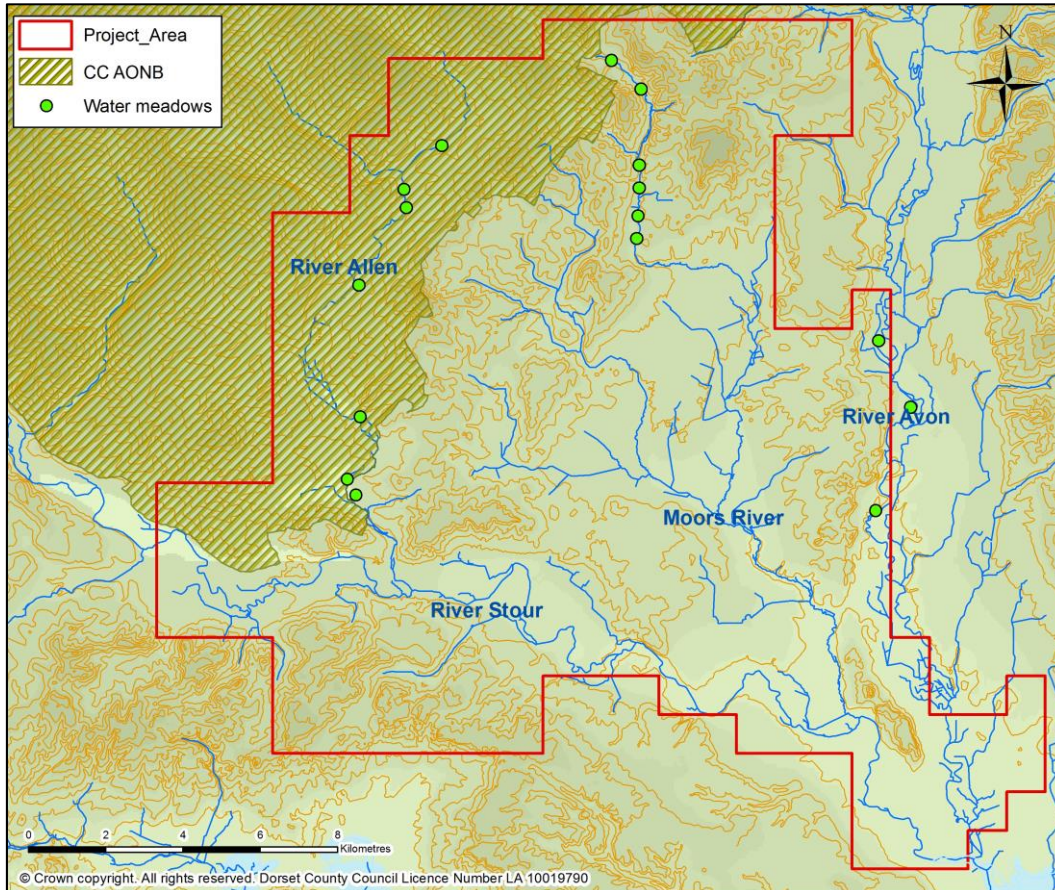 Project_Area
CC AONB
Water meadows
N
River Allen
River Avon
Moors River
River Stour
0 2 4 6 8
Kilometres
© Crown copyright. All rights reserved. Dorset County Council Licence Number LA 10019790